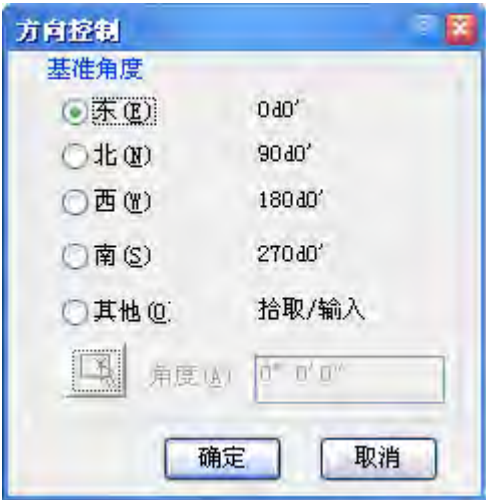 方向控制
基准角度
东(E) 0d0'
北(N) 90d0'
西(W) 180d0'
南(S) 270d0'
其他(O) 拾取/输入
角度(A) 0° 0'0"
确定 取消